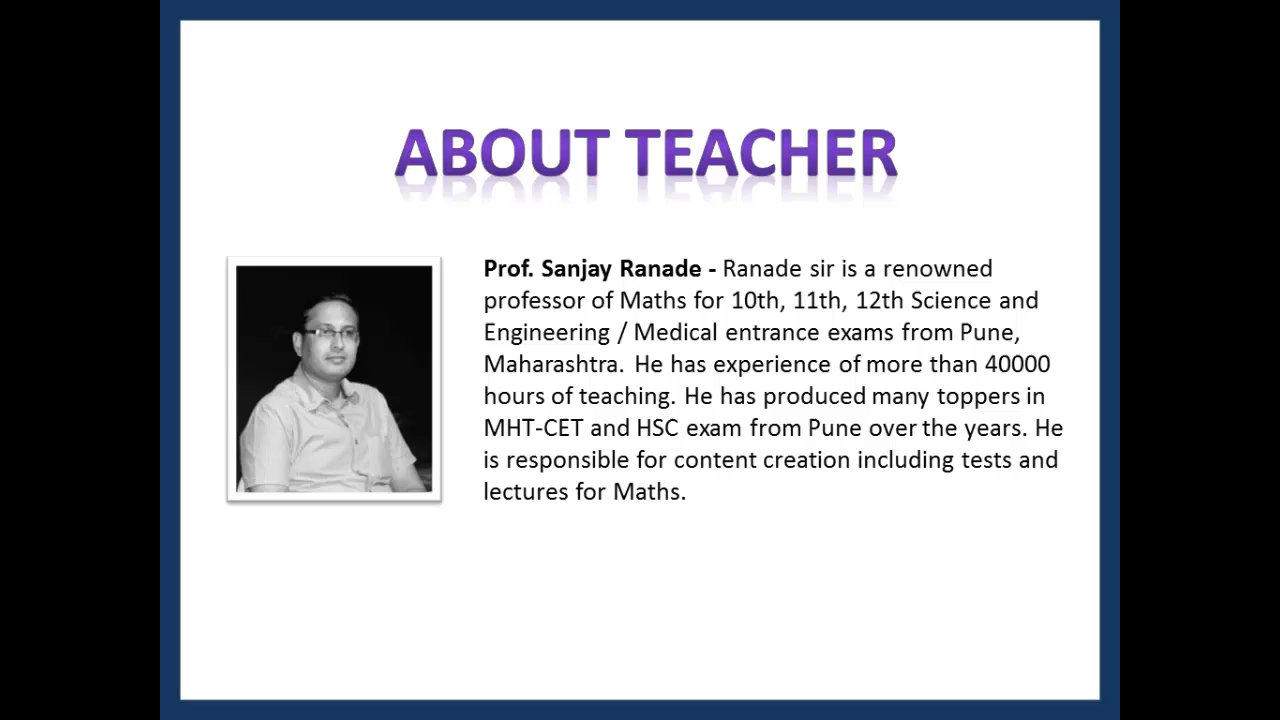 ABOUT TEACHER
Prof. Sanjay Ranade - Ranade sir is a renowned
professor of Maths for 10th, 11th, 12th Science and
Engineering / Medical entrance exams from Pune,
Maharashtra. He has experience of more than 40000
hours of teaching. He has produced many toppers in
MHT-CET and HSC exam from Pune over the years. He
is responsible for content creation including tests and
lectures for Maths.